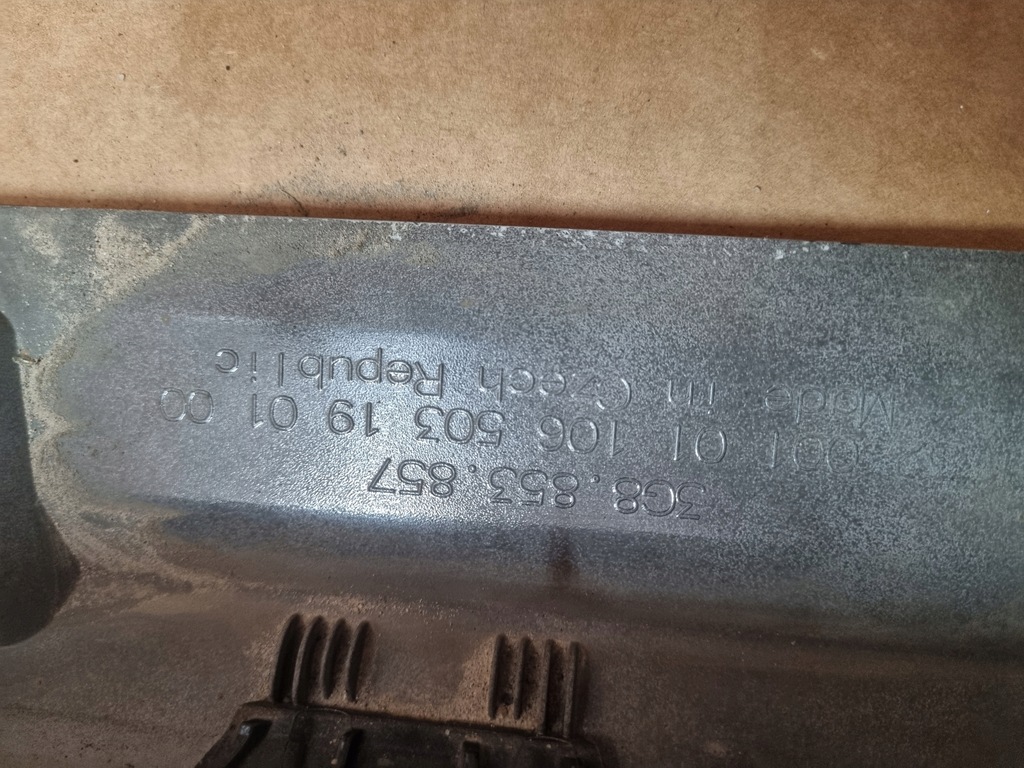 3G8.853.857
001 01 106 503 19 01 00
Made in Czech Republic